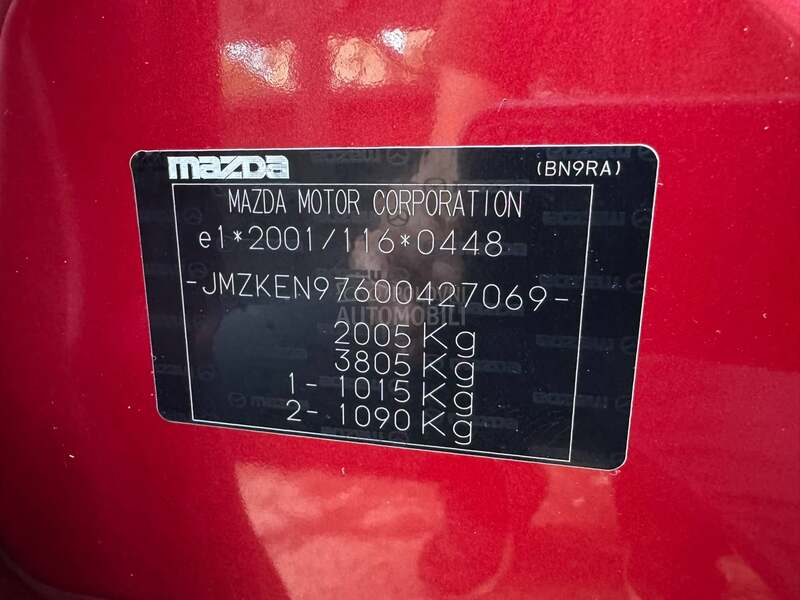 mazda
(BN9RA)
MAZDA MOTOR CORPORATION
e1*2001/116*0448
-JMZKEN97600427069-
AUTOMOBILI
2005 Kg
3805 Kg
1- 1015 Kg
2- 1090 Kg